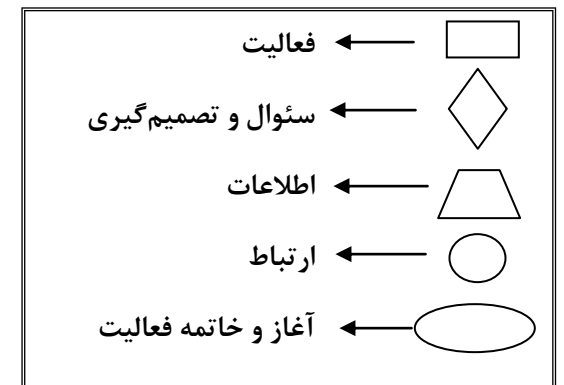 فعالیت
سئوال و تصمیم‌گیری
اطلاعات
ارتباط
آغاز و خاتمه فعالیت